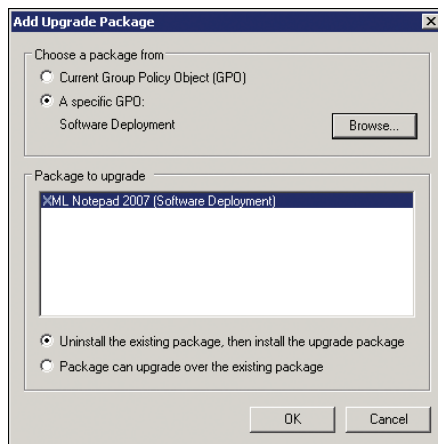 Add Upgrade Package
Choose a package from
Current Group Policy Object (GPO)
A specific GPO:
Software Deployment
Browse...
Package to upgrade
XML Notepad 2007 (Software Deployment)
Uninstall the existing package, then install the upgrade package
Package can upgrade over the existing package
OK
Cancel